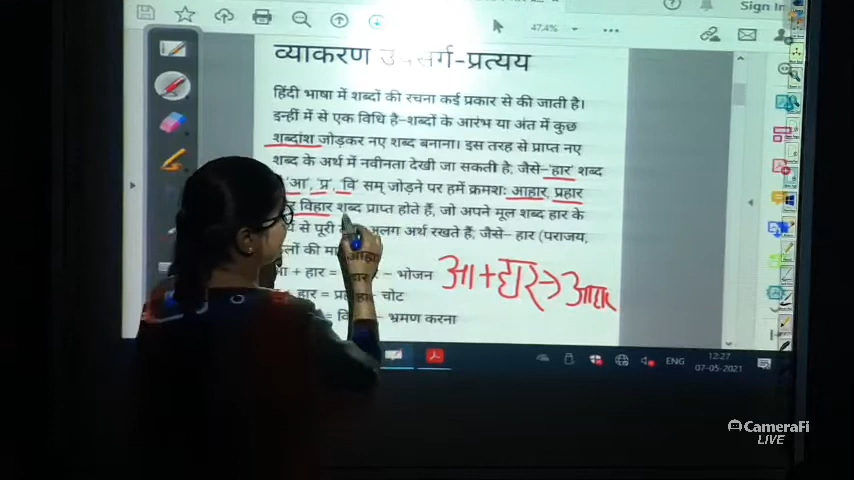 Sign In
47.4%
व्याकरण उपसर्ग-प्रत्यय
हिंदी भाषा में शब्दों की रचना कई प्रकार से की जाती है।
इन्हीं में से एक विधि है-शब्दों के आरंभ या अंत में कुछ
शब्दांश जोड़कर नए शब्द बनाना। इस तरह से प्राप्त नए
शब्द के अर्थ में नवीनता देखी जा सकती है; जैसे-'हार' शब्द
'आ', 'प्र', 'वि' सम् जोड़ने पर हमें क्रमशः आहार, प्रहार
विहार शब्द प्राप्त होते हैं, जो अपने मूल शब्द हार के
से पूरी अलग अर्थ रखते हैं; जैसे- हार (पराजय,
की
आहार
+ हार = हार – भोजन
आ+हार→आहार
हार = चोट
= – भ्रमण करना
ENG
12:27
07-05-2021
CameraFi
LIVE